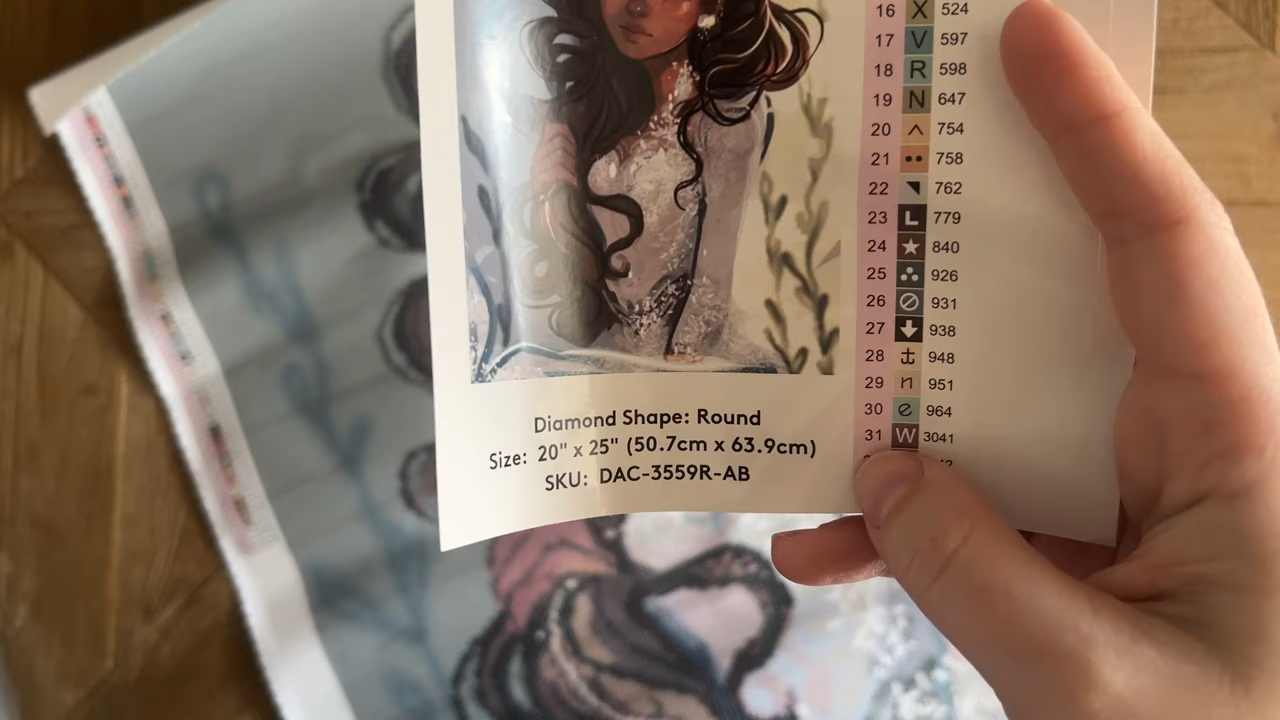 16 X 524
17 V 597
18 R 598
19 N 647
20 ^ 754
21 •• 758
22 ◥ 762
23 L 779
24 ★ 840
25 ∴ 926
26 ⊘ 931
27 ⬇ 938
28 ⚓ 948
29 n 951
30 e 964
31 W 3041
Diamond Shape: Round
Size: 20" x 25" (50.7cm x 63.9cm)
SKU: DAC-3559R-AB